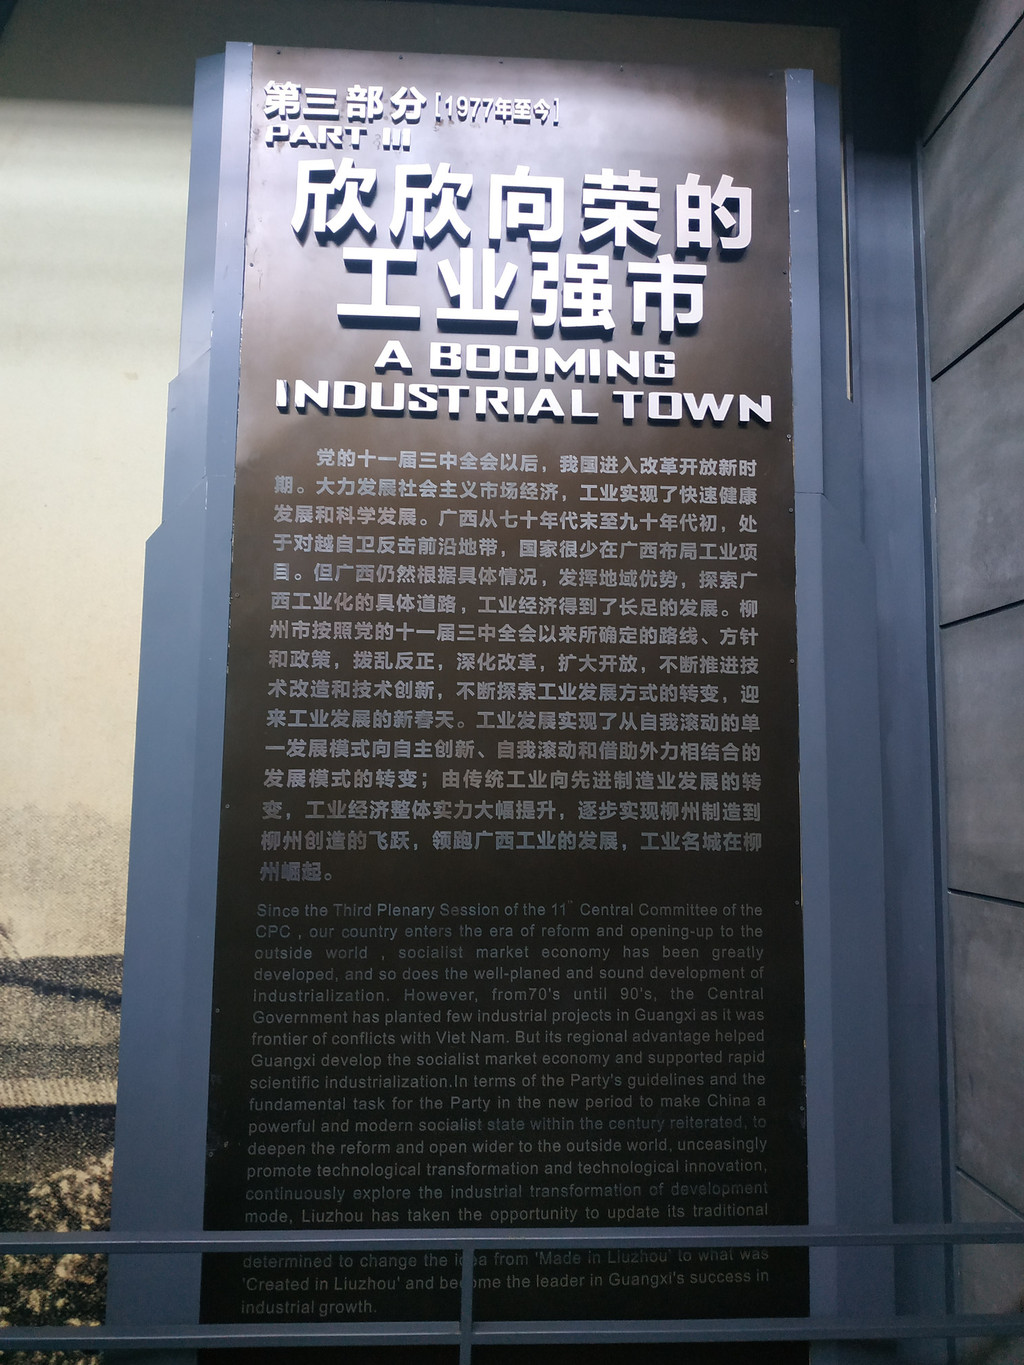 第三部分[1977年至今]
PART III
欣欣向荣的
工业强市
A BOOMING
INDUSTRIAL TOWN
党的十一届三中全会以后，我国进入改革开放新时
期。大力发展社会主义市场经济，工业实现了快速健康
发展和科学发展。广西从七十年代末至九十年代初，处
于对越自卫反击前沿地带，国家很少在广西布局工业项
目。但广西仍然根据具体情况，发挥地域优势，探索广
西工业化的具体道路，工业经济得到了长足的发展。柳
州市按照党的十一届三中全会以来所确定的路线、方针
和政策，拨乱反正，深化改革，扩大开放，不断推进技
术改造和技术创新，不断探索工业发展方式的转变，迎
来工业发展的新春天。工业发展实现了从自我滚动的单
一发展模式向自主创新、自我滚动和借助外力相结合的
发展模式的转变；由传统工业向先进制造业发展的转
变，工业经济整体实力大幅提升，逐步实现柳州制造到
柳州创造的飞跃，领跑广西工业的发展，工业名城在柳
州崛起。
Since the Third Plenary Session of the 11th Central Committee of the
CPC , our country enters the era of reform and opening-up to the
outside world , socialist market economy has been greatly
developed, and so does the well-planed and sound development of
industrialization. However, from70's until 90's, the Central
Government has planted few industrial projects in Guangxi as it was
frontier of conflicts with Viet Nam. But its regional advantage helped
Guangxi develop the socialist market economy and supported rapid
scientific industrialization.In terms of the Party's guidelines and the
fundamental task for the Party in the new period to make China a
powerful and modern socialist state within the century reiterated, to
deepen the reform and open wider to the outside world, unceasingly
promote technological transformation and technological innovation,
continuously explore the industrial transformation of development
mode, Liuzhou has taken the opportunity to update its traditional
determined to change the idea from 'Made in Liuzhou' to what was
'Created in Liuzhou' and become the leader in Guangxi's success in
industrial growth.